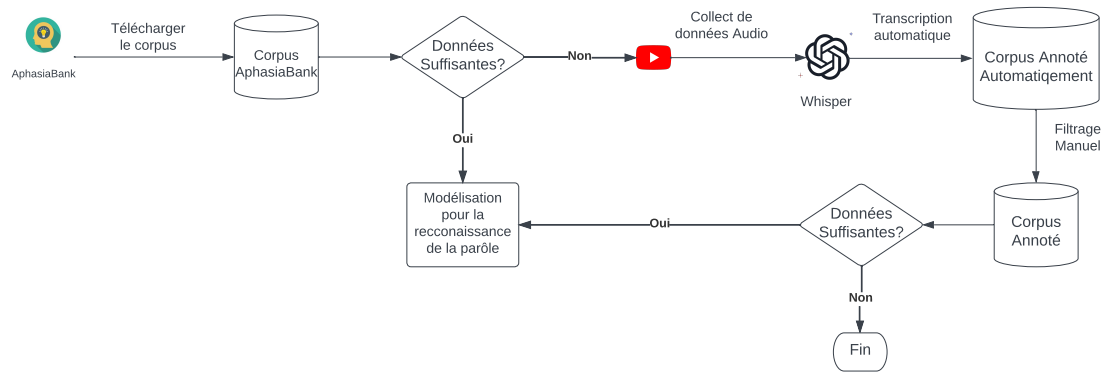 Télécharger
le corpus
AphasiaBank
Corpus
AphasiaBank
Données
Suffisantes?
Non
Collect de
données Audio
Whisper
Transcription
automatique
Corpus Annoté
Automatiqement
Filtrage
Manuel
Oui
Modélisation
pour la
recconaissance
de la parôle
Oui
Données
Suffisantes?
Corpus
Annoté
Non
Fin